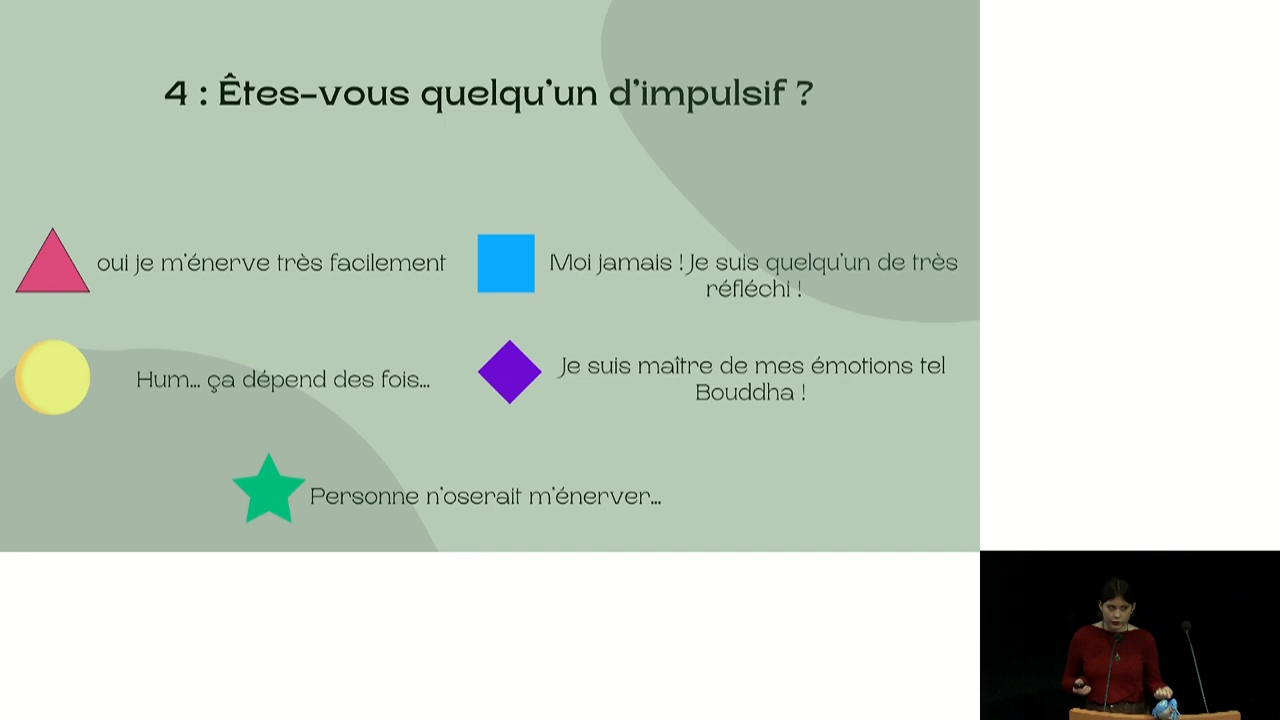 4 : Êtes-vous quelqu'un d'impulsif ?
oui je m'énerve très facilement
Moi jamais ! Je suis quelqu'un de très
réfléchi !
Hum... ça dépend des fois...
Je suis maître de mes émotions tel
Bouddha !
Personne n'oserait m'énerver...